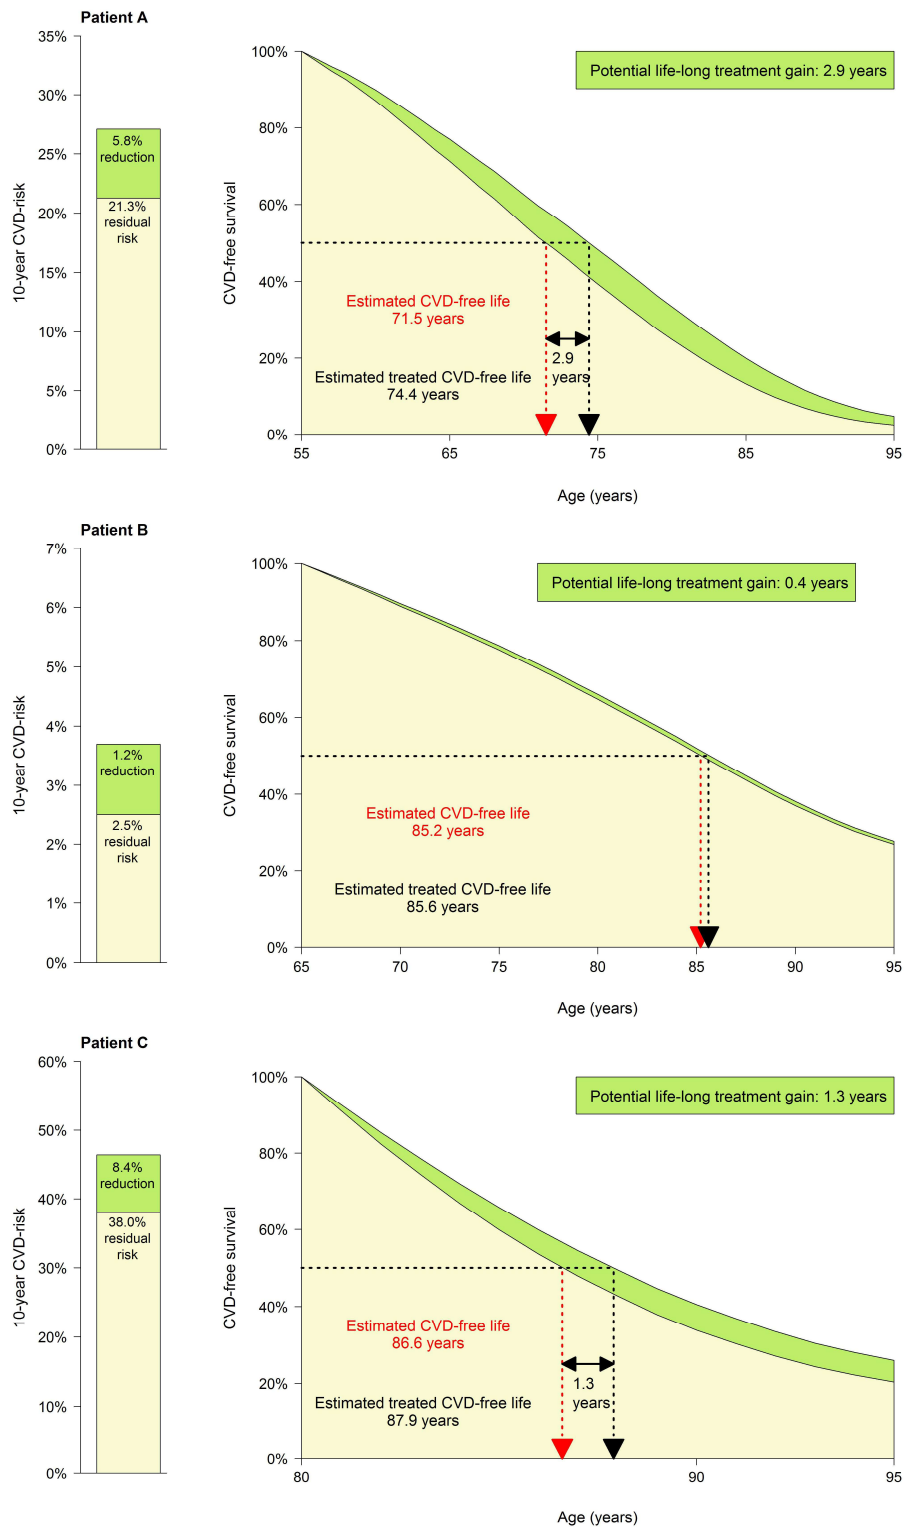 Patient A
35%
30%
25%
20%
15%
10%
5%
0%
10-year CVD-risk
5.8%
reduction
21.3%
residual
risk
100%
80%
60%
40%
20%
0%
CVD-free survival
Potential life-long treatment gain: 2.9 years
Estimated CVD-free life
71.5 years
2.9
years
Estimated treated CVD-free life
74.4 years
55
65
75
85
95
Age (years)
Patient B
7%
6%
5%
4%
3%
2%
1%
0%
10-year CVD-risk
1.2%
reduction
2.5%
residual
risk
100%
80%
60%
40%
20%
0%
CVD-free survival
Potential life-long treatment gain: 0.4 years
Estimated CVD-free life
85.2 years
Estimated treated CVD-free life
85.6 years
65
70
75
80
85
90
95
Age (years)
Patient C
60%
50%
40%
30%
20%
10%
0%
10-year CVD-risk
8.4%
reduction
38.0%
residual
risk
100%
80%
60%
40%
20%
0%
CVD-free survival
Potential life-long treatment gain: 1.3 years
Estimated CVD-free life
86.6 years
1.3
years
Estimated treated CVD-free life
87.9 years
80
90
95
Age (years)